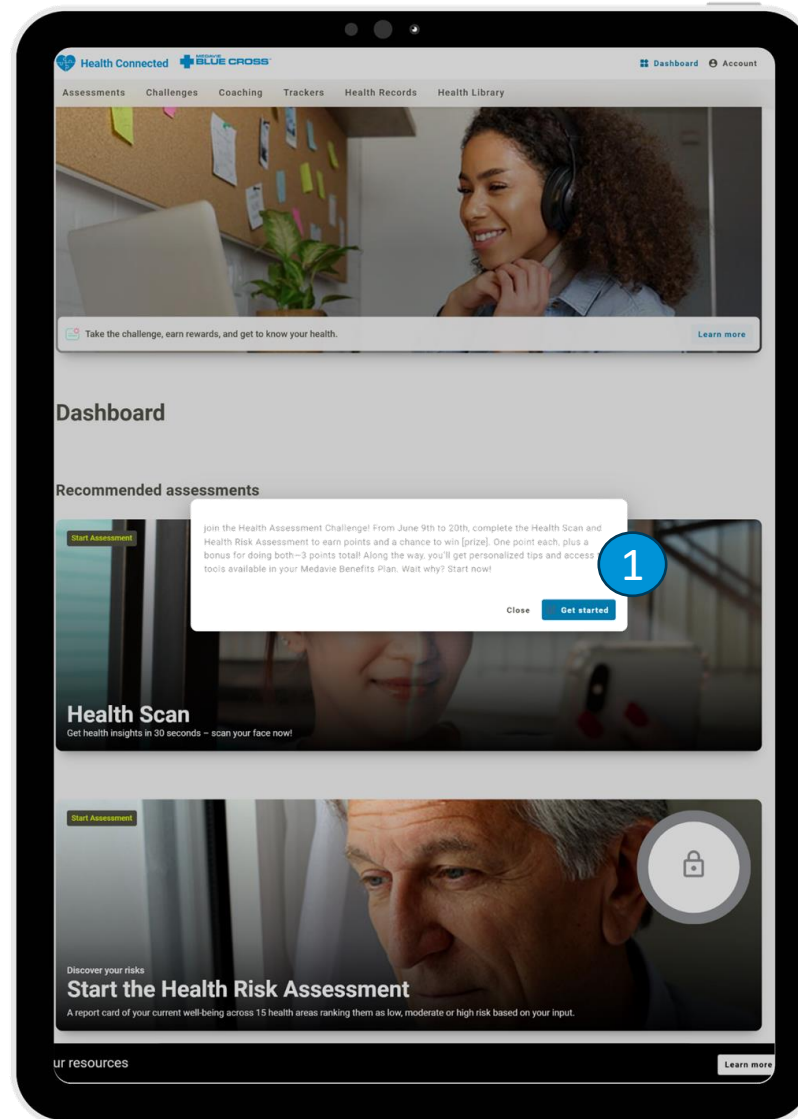 Health Connected MEDAVIE BLUE CROSS
Dashboard Account
Assessments Challenges Coaching Trackers Health Records Health Library
Take the challenge, earn rewards, and get to know your health. Learn more
Dashboard
Recommended assessments
Start Assessment
join the Health Assessment Challenge! From June 9th to 20th, complete the Health Scan and
Health Risk Assessment to earn points and a chance to win [prize]. One point each, plus a
bonus for doing both—3 points total! Along the way, you'll get personalized tips and access
tools available in your Medavie Benefits Plan. Wait why? Start now!
1
Close Get started
Health Scan
Get health insights in 30 seconds – scan your face now!
Start Assessment
Discover your risks
Start the Health Risk Assessment
A report card of your current well-being across 15 health areas ranking them as low, moderate or high risk based on your input.
ur resources Learn more